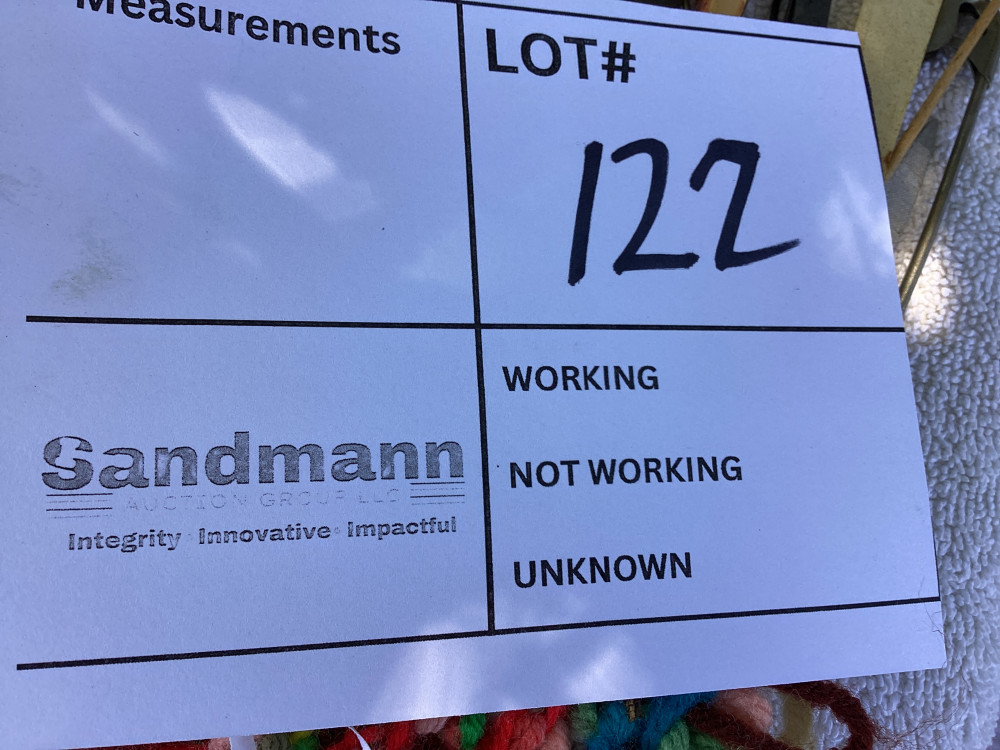 Measurements
LOT#
122
WORKING
NOT WORKING
UNKNOWN
Sandmann
AUCTION GROUP LLC
Integrity Innovative Impactful